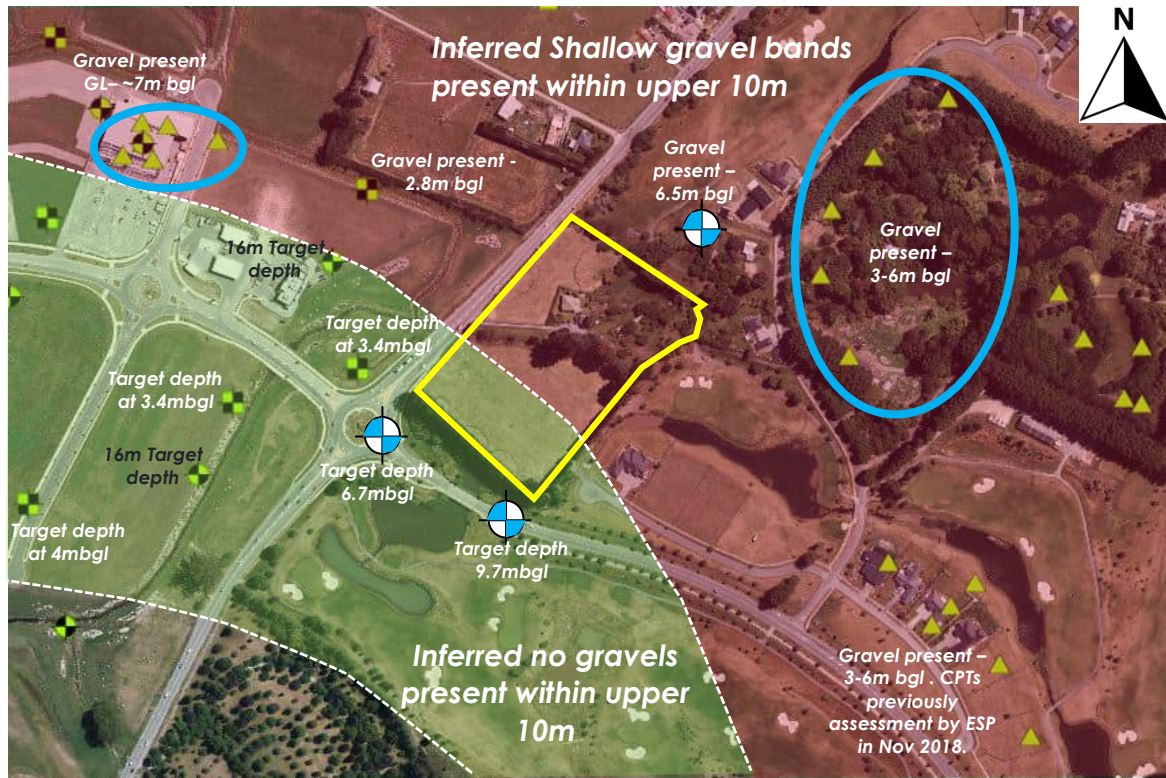 Inferred Shallow gravel bands
present within upper 10m
N
Gravel present
GL– ~7m bgl
Gravel present -
2.8m bgl
Gravel
present –
6.5m bgl
Gravel
present –
3-6m bgl
16m Target
depth
Target depth
at 3.4mbgl
Target depth
at 3.4mbgl
16m Target
depth
Target depth
6.7mbgl
Target depth
at 4mbgl
Target depth
9.7mbgl
Inferred no gravels
present within upper
10m
Gravel present –
3-6m bgl . CPTs
previously
assessment by ESP
in Nov 2018.